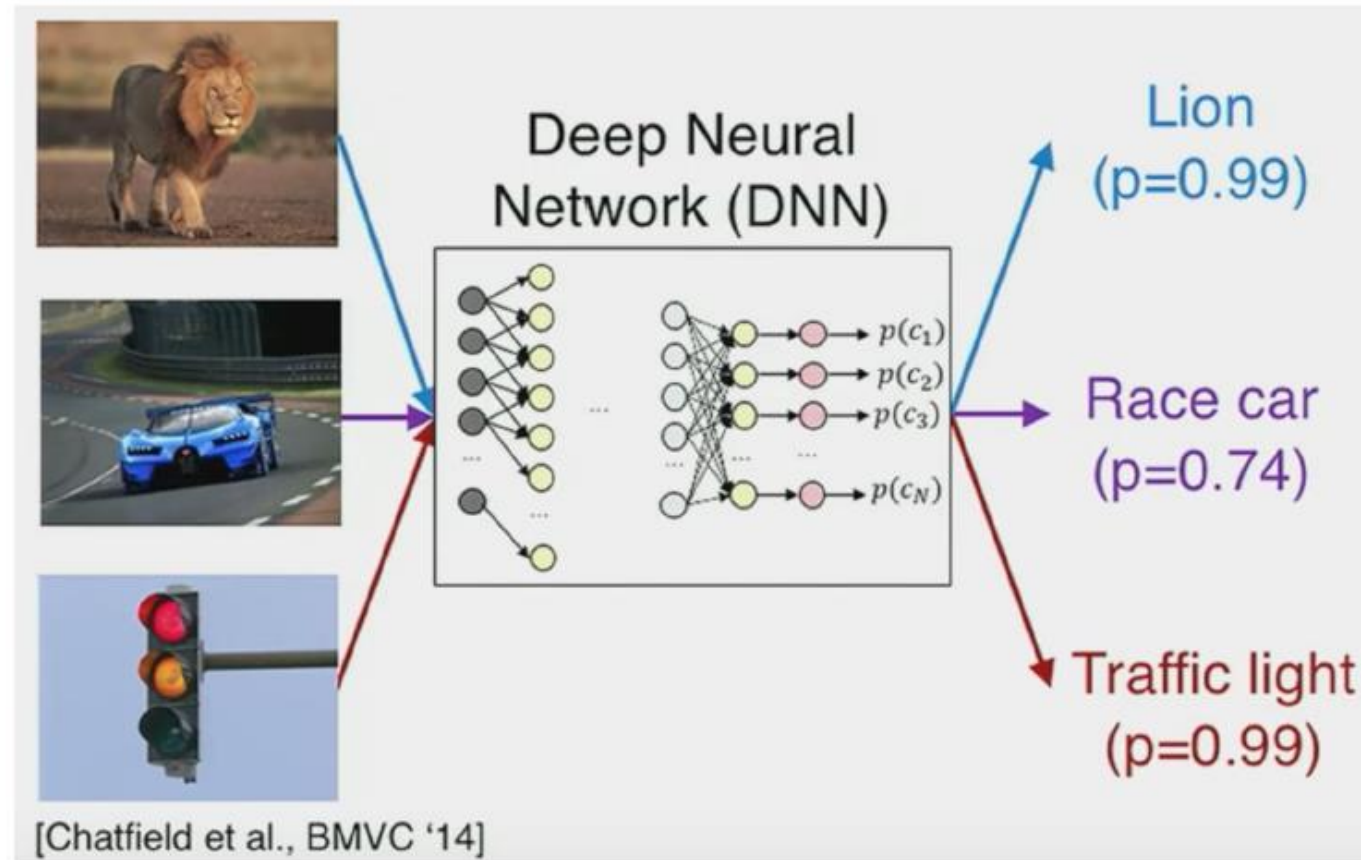 Deep Neural
Network (DNN)
Lion
(p=0.99)
p(c₁)
p(c₂)
p(c₃)
p(c_N)
...
...
...
...
...
...
Race car
(p=0.74)
Traffic light
(p=0.99)
[Chatfield et al., BMVC ‘14]